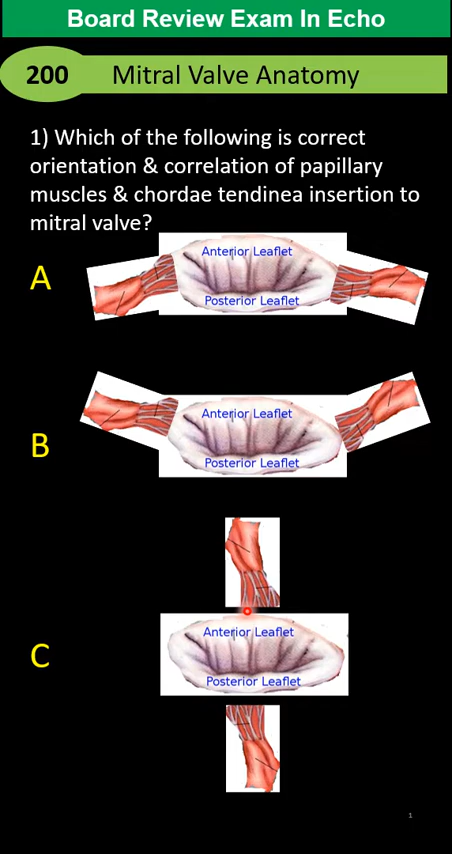 Board Review Exam In Echo
200 Mitral Valve Anatomy
1) Which of the following is correct
orientation & correlation of papillary
muscles & chordae tendinea insertion to
mitral valve?
A
Anterior Leaflet
Posterior Leaflet
B
Anterior Leaflet
Posterior Leaflet
C
Anterior Leaflet
Posterior Leaflet
1